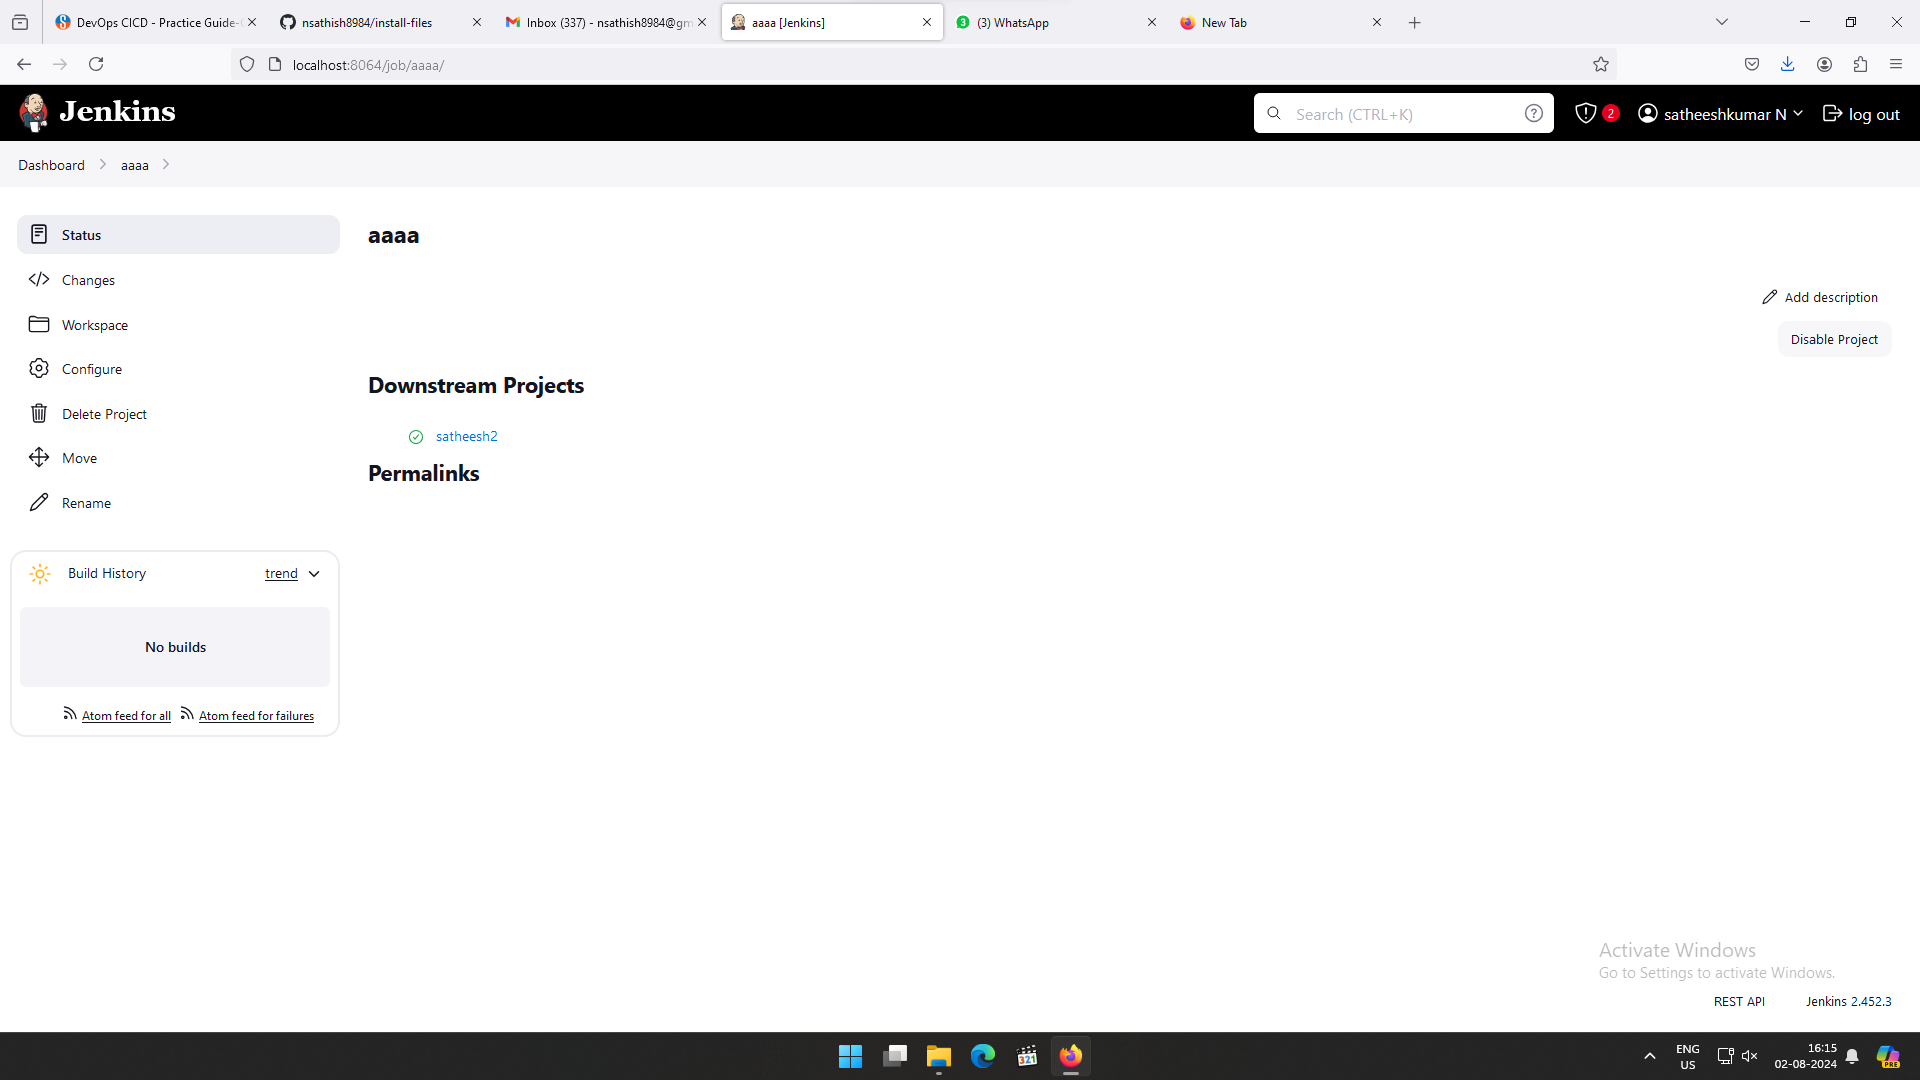 DevOps CICD - Practice Guide-
nsathish8984/install-files
Inbox (337) - nsathish8984@gm
aaaa [Jenkins]
3
(3) WhatsApp
New Tab
localhost:8064/job/aaaa/
Jenkins
Search (CTRL+K)
2
satheeshkumar N
log out
Dashboard
aaaa
Status
Changes
Workspace
Configure
Delete Project
Move
Rename
Build History
trend
No builds
Atom feed for all
Atom feed for failures
aaaa
Add description
Disable Project
Downstream Projects
satheesh2
Permalinks
Activate Windows
Go to Settings to activate Windows.
REST API
Jenkins 2.452.3
321
ENG
US
16:15
02-08-2024
PRE